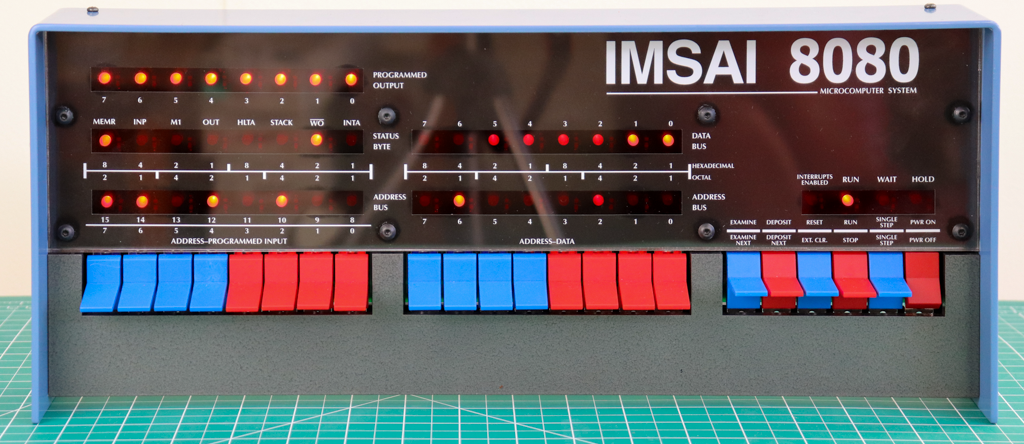 IMSAI 8080
MICROCOMPUTER SYSTEM
PROGRAMMED
OUTPUT
7 6 5 4 3 2 1 0
MEMR INP M1 OUT HLTA STACK WO INTA
STATUS
BYTE
7 6 5 4 3 2 1 0
DATA
BUS
8 4 2 1 8 4 2 1
2 1 4 2 1 4 2 1
8 4 2 1 8 4 2 1
2 1 4 2 1 4 2 1
HEXADECIMAL
OCTAL
ADDRESS
BUS
15 14 13 12 11 10 9 8
7 6 5 4 3 2 1 0
ADDRESS–PROGRAMMED INPUT
ADDRESS
BUS
7 6 5 4 3 2 1 0
ADDRESS–DATA
INTERRUPTS
ENABLED
RUN WAIT HOLD
EXAMINE
EXAMINE
NEXT
DEPOSIT
DEPOSIT
NEXT
RESET
EXT. CLR.
RUN
STOP
SINGLE
STEP
SINGLE
STEP
PWR ON
PWR OFF